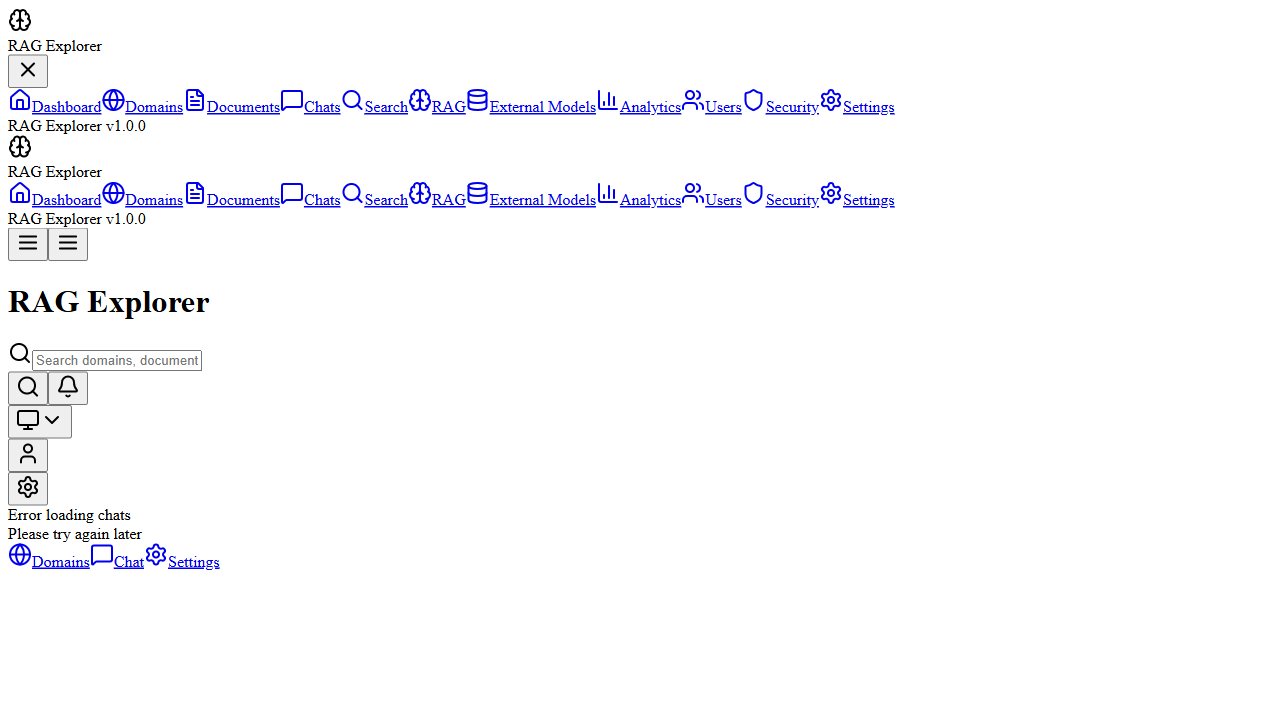 RAG Explorer
Dashboard Domains Documents Chats Search RAG External Models Analytics Users Security Settings
RAG Explorer v1.0.0
RAG Explorer
Dashboard Domains Documents Chats Search RAG External Models Analytics Users Security Settings
RAG Explorer v1.0.0
RAG Explorer
Search domains, document
Error loading chats
Please try again later
Domains Chat Settings